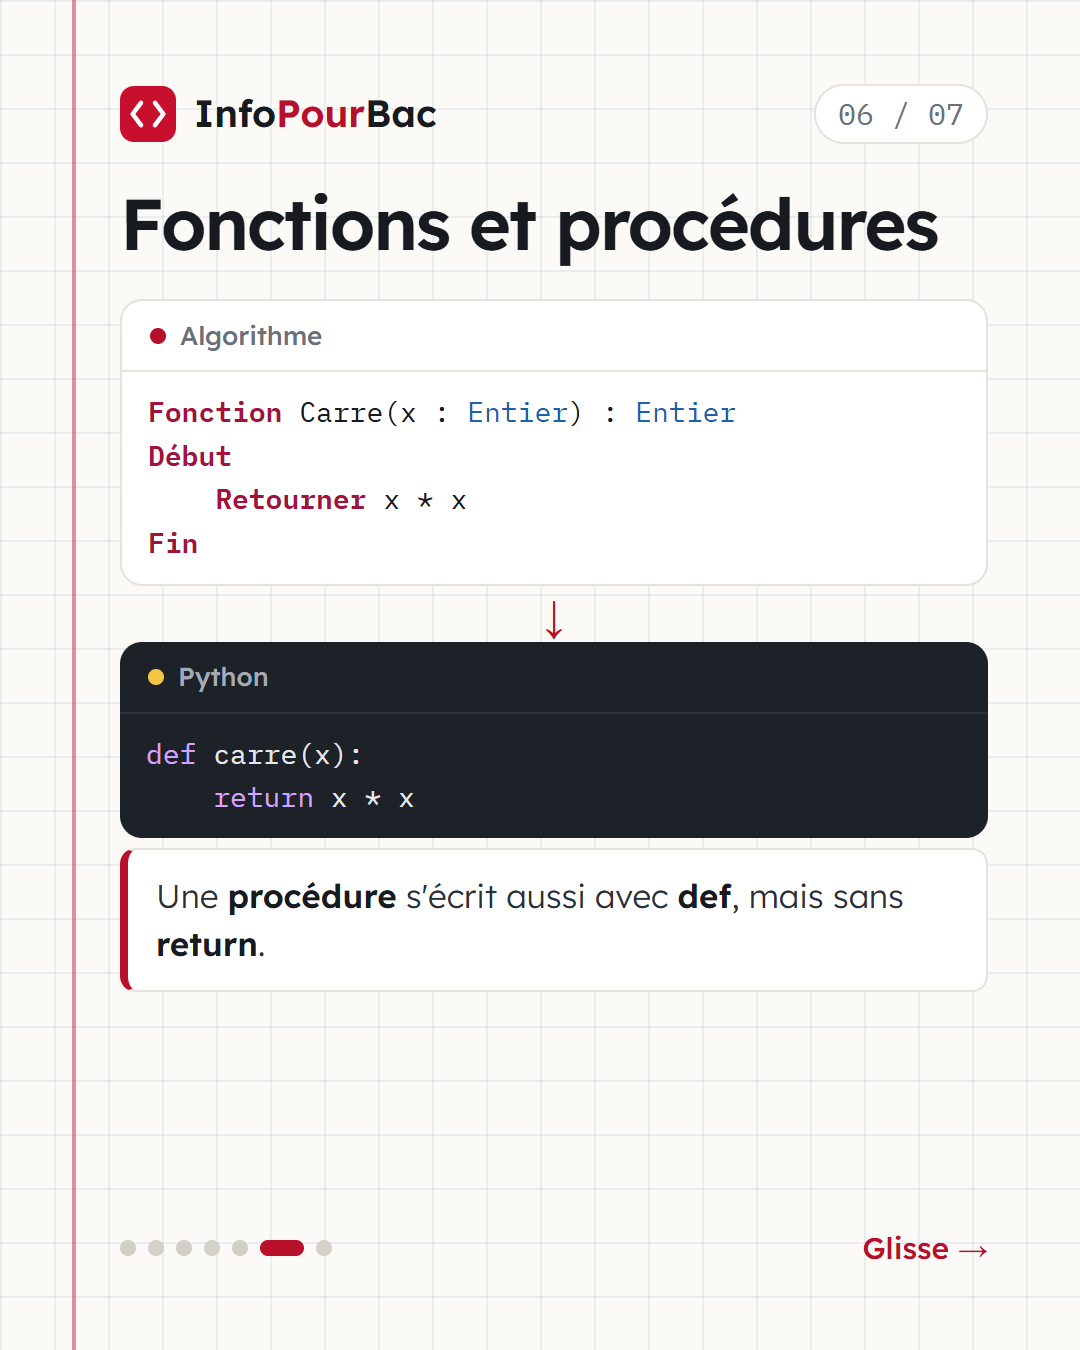 InfoPourBac
06 / 07
Fonctions et procédures
Algorithme
Fonction Carre(x : Entier) : Entier
Début
    Retourner x * x
Fin
↓
Python
def carre(x):
    return x * x
Une procédure s'écrit aussi avec def, mais sans
return.
Glisse →